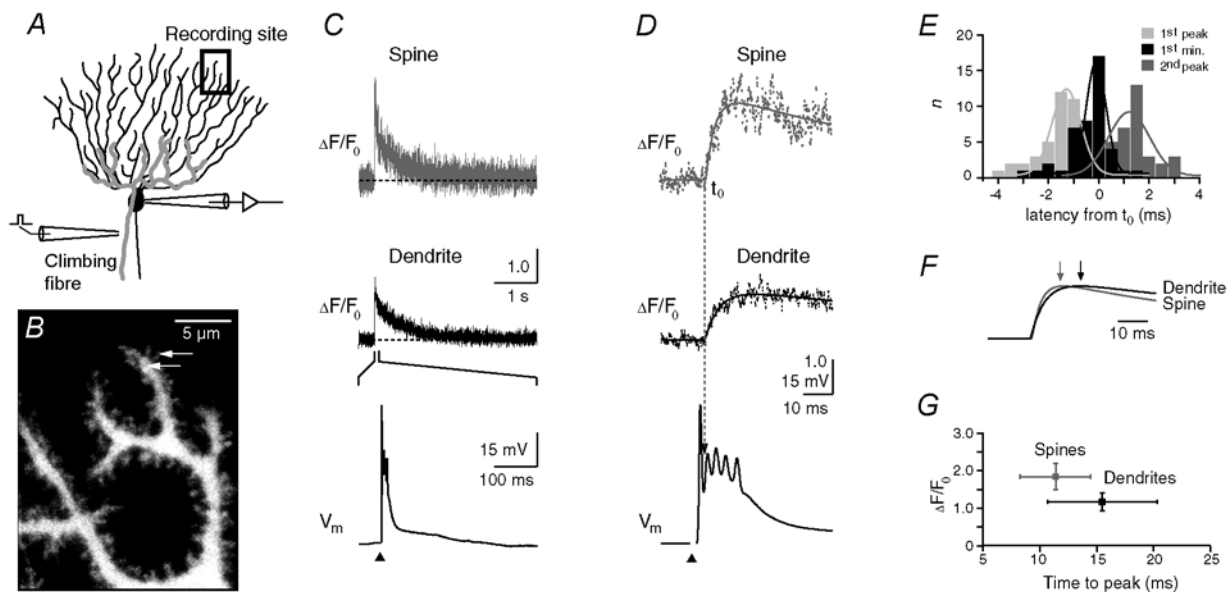 A
Recording site
Climbing
fibre
B
5 µm
C
Spine
ΔF/F₀
Dendrite
1.0
1 s
ΔF/F₀
15 mV
100 ms
Vₘ
D
Spine
ΔF/F₀
t₀
Dendrite
ΔF/F₀
1.0
15 mV
10 ms
Vₘ
E
20
15
10
5
0
n
1st peak
1st min.
2nd peak
-4 -2 0 2 4
latency from t₀ (ms)
F
Dendrite
Spine
10 ms
G
3.0
2.0
1.0
0
ΔF/F₀
Spines
Dendrites
5 10 15 20 25
Time to peak (ms)